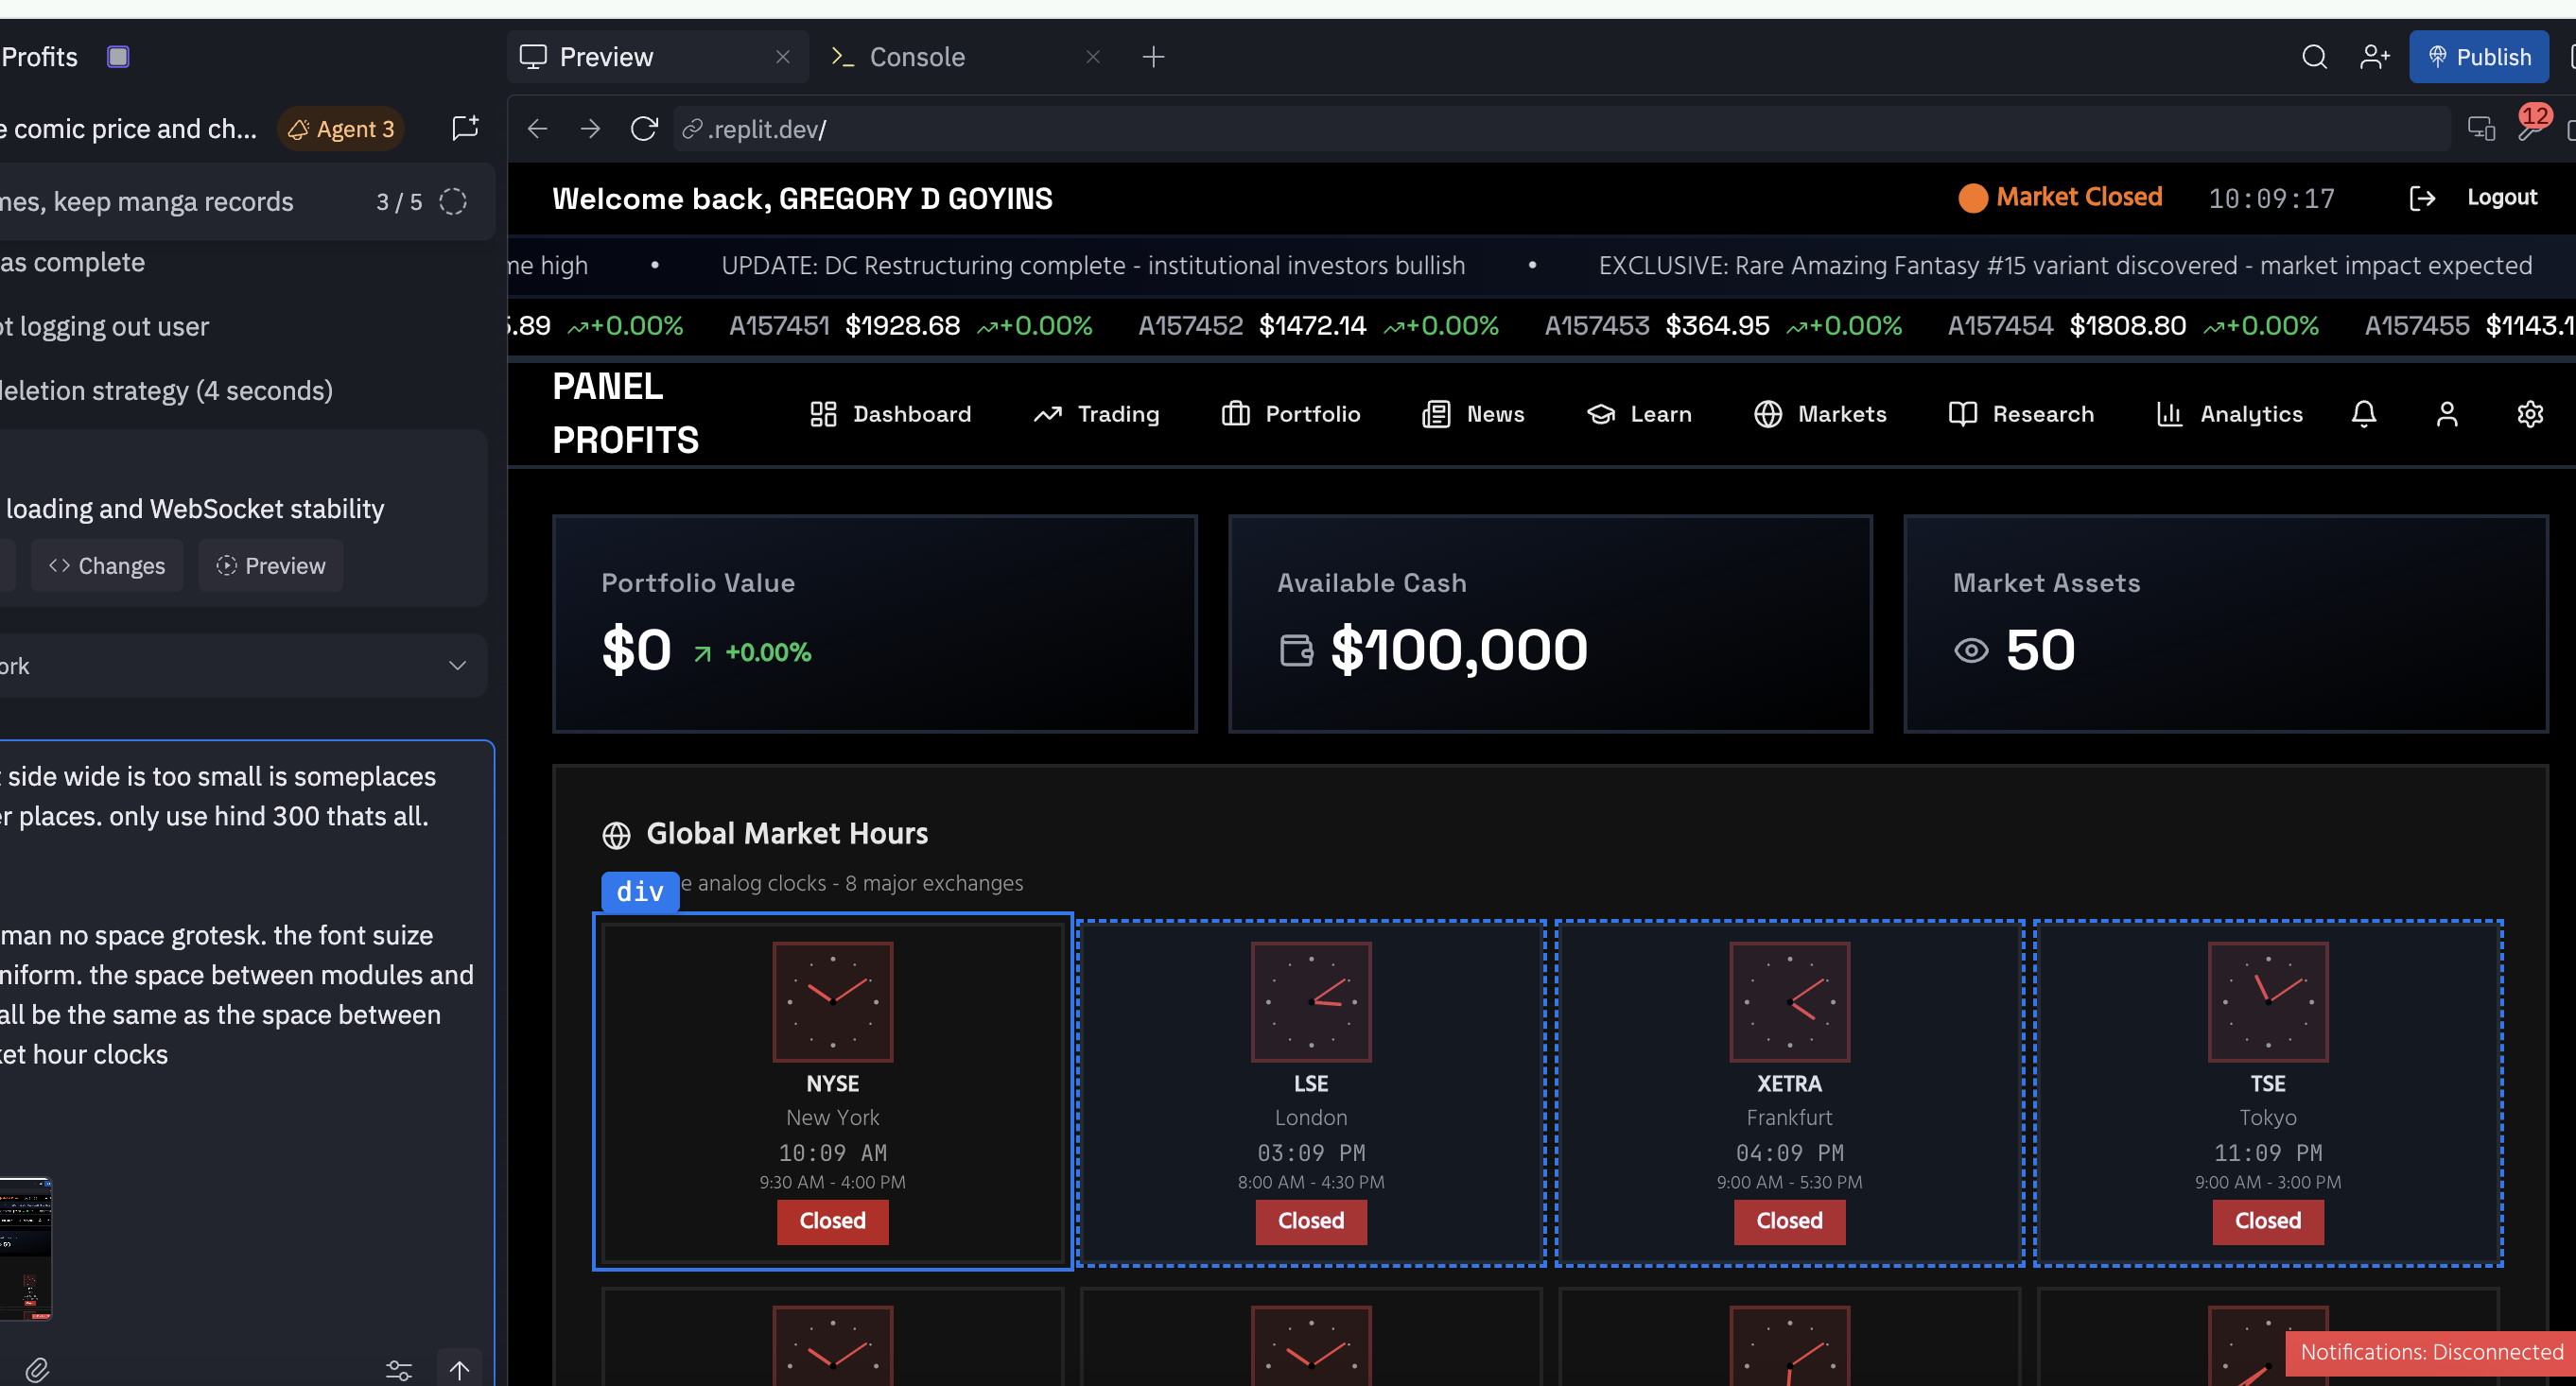 Profits
Preview
Console
Publish
e comic price and ch...
Agent 3
.replit.dev/
12
mes, keep manga records
3 / 5
as complete
ot logging out user
deletion strategy (4 seconds)
loading and WebSocket stability
Changes
Preview
ork
side wide is too small is someplaces
er places. only use hind 300 thats all.
man no space grotesk. the font suize
niform. the space between modules and
all be the same as the space between
ket hour clocks
Welcome back, GREGORY D GOYINS
Market Closed
10:09:17
Logout
me high • UPDATE: DC Restructuring complete - institutional investors bullish • EXCLUSIVE: Rare Amazing Fantasy #15 variant discovered - market impact expected
5.89 +0.00% A157451 $1928.68 +0.00% A157452 $1472.14 +0.00% A157453 $364.95 +0.00% A157454 $1808.80 +0.00% A157455 $1143.1
PANEL
PROFITS
Dashboard
Trading
Portfolio
News
Learn
Markets
Research
Analytics
Portfolio Value
$0 +0.00%
Available Cash
$100,000
Market Assets
50
Global Market Hours
div
e analog clocks - 8 major exchanges
NYSE
New York
10:09 AM
9:30 AM - 4:00 PM
Closed
LSE
London
03:09 PM
8:00 AM - 4:30 PM
Closed
XETRA
Frankfurt
04:09 PM
9:00 AM - 5:30 PM
Closed
TSE
Tokyo
11:09 PM
9:00 AM - 3:00 PM
Closed
Notifications: Disconnected